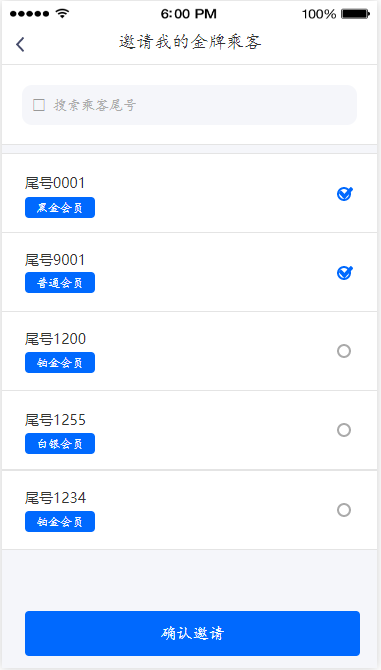 6:00 PM
100%
邀请我的金牌乘客
搜索乘客尾号
尾号0001
黑金会员
尾号9001
普通会员
尾号1200
铂金会员
尾号1255
白银会员
尾号1234
铂金会员
确认邀请